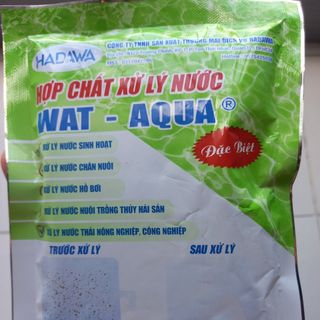 HADAWA
CÔNG TY TNHH SẢN XUẤT THƯƠNG MẠI DỊCH VỤ HADAWA
HỢP CHẤT XỬ LÝ NƯỚC
WAT - AQUA ®
Đặc Biệt
XỬ LÝ NƯỚC SINH HOẠT
XỬ LÝ NƯỚC CHĂN NUÔI
XỬ LÝ NƯỚC HỒ BƠI
XỬ LÝ NƯỚC NUÔI TRỒNG THỦY HẢI SẢN
XỬ LÝ NƯỚC THẢI NÔNG NGHIỆP, CÔNG NGHIỆP
TRƯỚC XỬ LÝ SAU XỬ LÝ